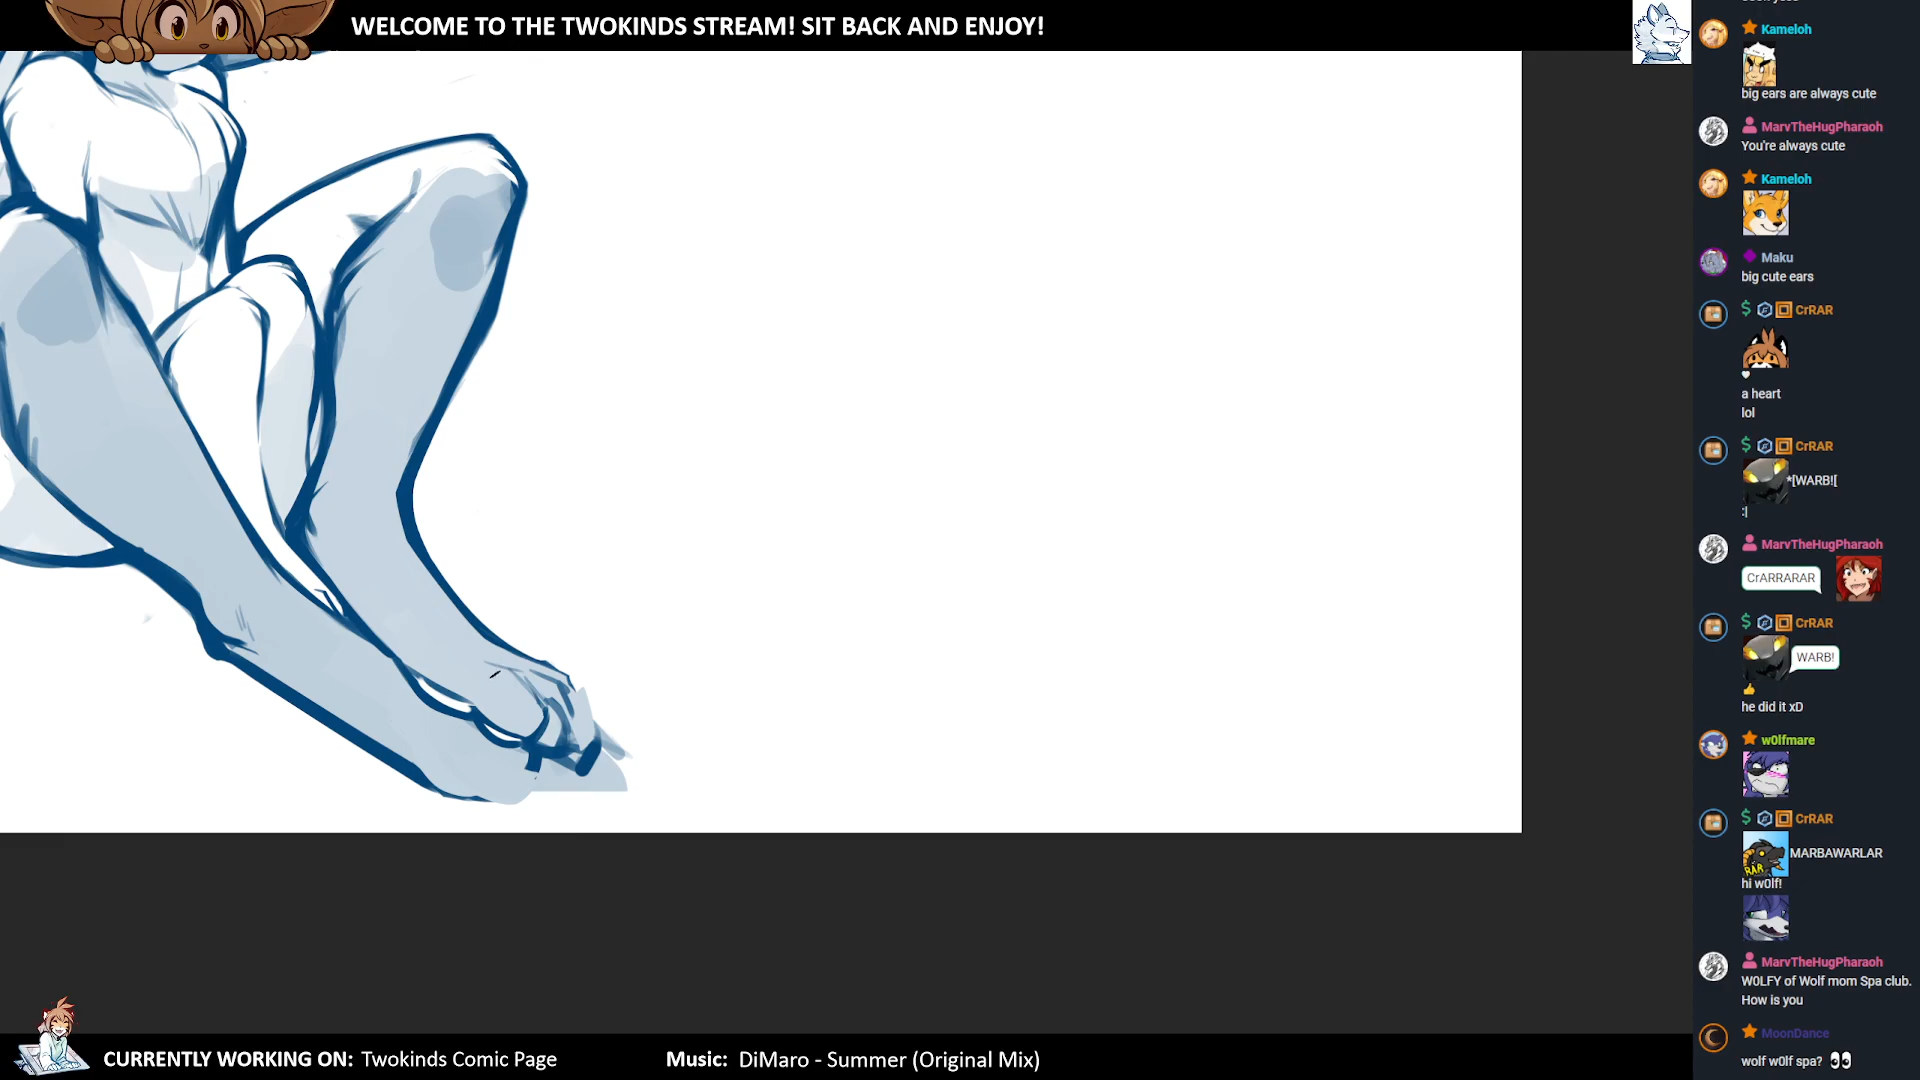 WELCOME TO THE TWOKINDS STREAM! SIT BACK AND ENJOY!
Kameloh
big ears are always cute
MarvTheHugPharaoh
You're always cute
Kameloh
Maku
big cute ears
CrRAR
a heart
lol
CrRAR
*[WARB![
:|
MarvTheHugPharaoh
CrARRARAR
CrRAR
WARB!
he did it xD
w0lfmare
CrRAR
RAR
MARBAWARLAR
hi w0lf!
MarvTheHugPharaoh
W0LFY of Wolf mom Spa club.
How is you
MoonDance
wolf w0lf spa?
CURRENTLY WORKING ON: Twokinds Comic Page
Music: DiMaro - Summer (Original Mix)